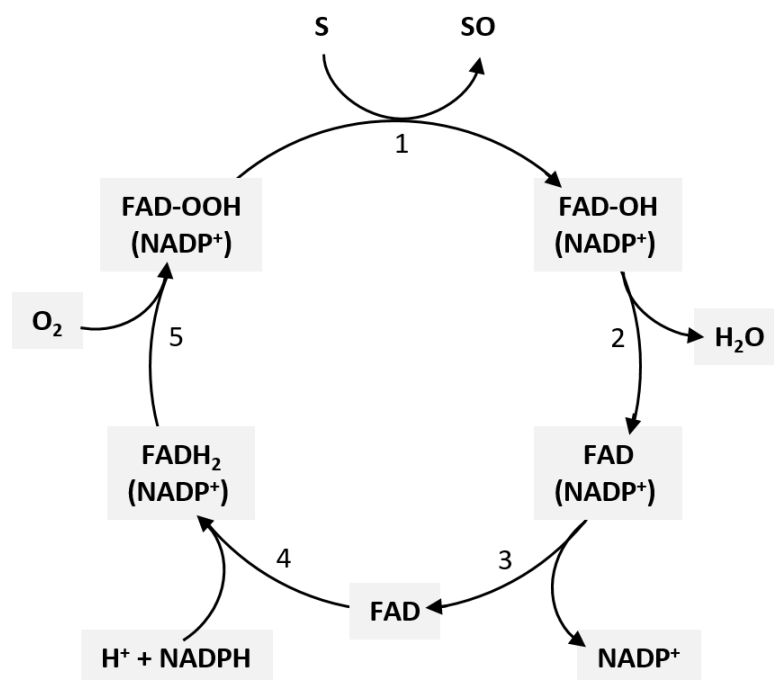 S
SO
1
FAD-OOH
(NADP⁺)
FAD-OH
(NADP⁺)
O₂
5
2
H₂O
FADH₂
(NADP⁺)
FAD
(NADP⁺)
4
3
FAD
H⁺ + NADPH
NADP⁺